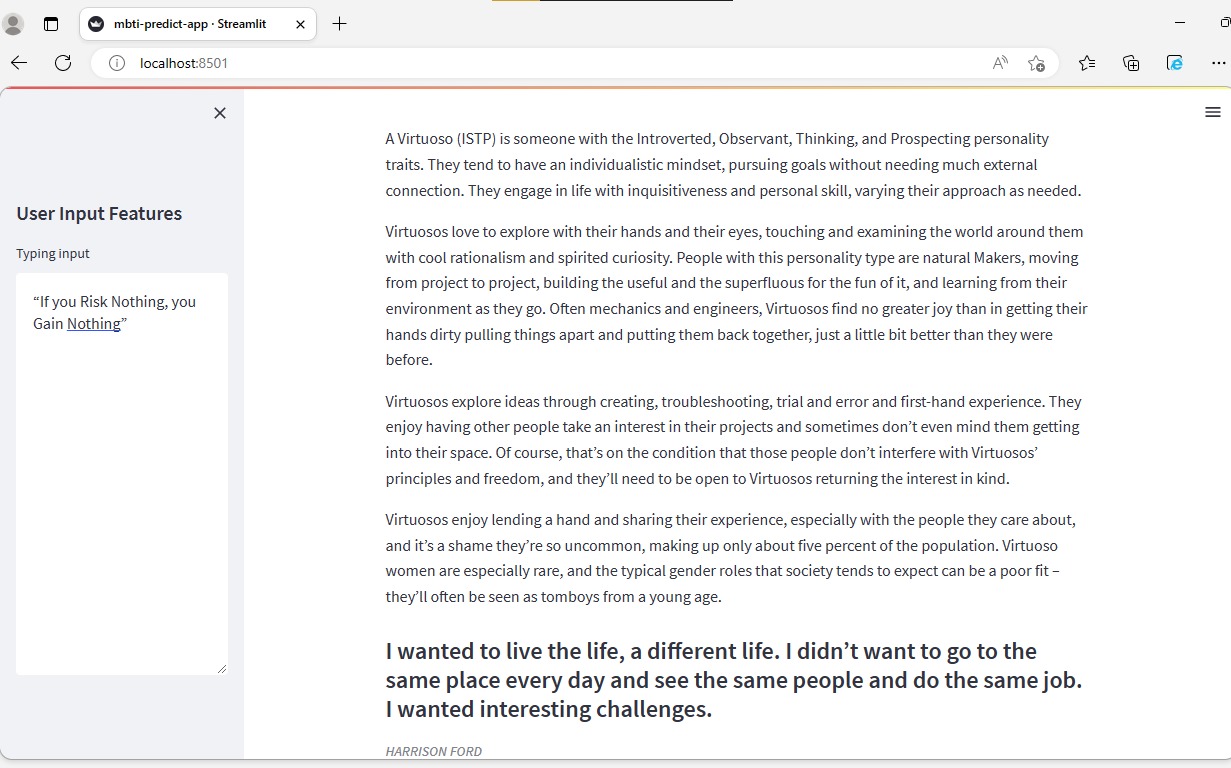 mbti-predict-app · Streamlit
localhost:8501
User Input Features
Typing input
“If you Risk Nothing, you
Gain Nothing”
A Virtuoso (ISTP) is someone with the Introverted, Observant, Thinking, and Prospecting personality
traits. They tend to have an individualistic mindset, pursuing goals without needing much external
connection. They engage in life with inquisitiveness and personal skill, varying their approach as needed.
Virtuosos love to explore with their hands and their eyes, touching and examining the world around them
with cool rationalism and spirited curiosity. People with this personality type are natural Makers, moving
from project to project, building the useful and the superfluous for the fun of it, and learning from their
environment as they go. Often mechanics and engineers, Virtuosos find no greater joy than in getting their
hands dirty pulling things apart and putting them back together, just a little bit better than they were
before.
Virtuosos explore ideas through creating, troubleshooting, trial and error and first-hand experience. They
enjoy having other people take an interest in their projects and sometimes don’t even mind them getting
into their space. Of course, that’s on the condition that those people don’t interfere with Virtuosos’
principles and freedom, and they’ll need to be open to Virtuosos returning the interest in kind.
Virtuosos enjoy lending a hand and sharing their experience, especially with the people they care about,
and it’s a shame they’re so uncommon, making up only about five percent of the population. Virtuoso
women are especially rare, and the typical gender roles that society tends to expect can be a poor fit –
they’ll often be seen as tomboys from a young age.
I wanted to live the life, a different life. I didn’t want to go to the
same place every day and see the same people and do the same job.
I wanted interesting challenges.
HARRISON FORD